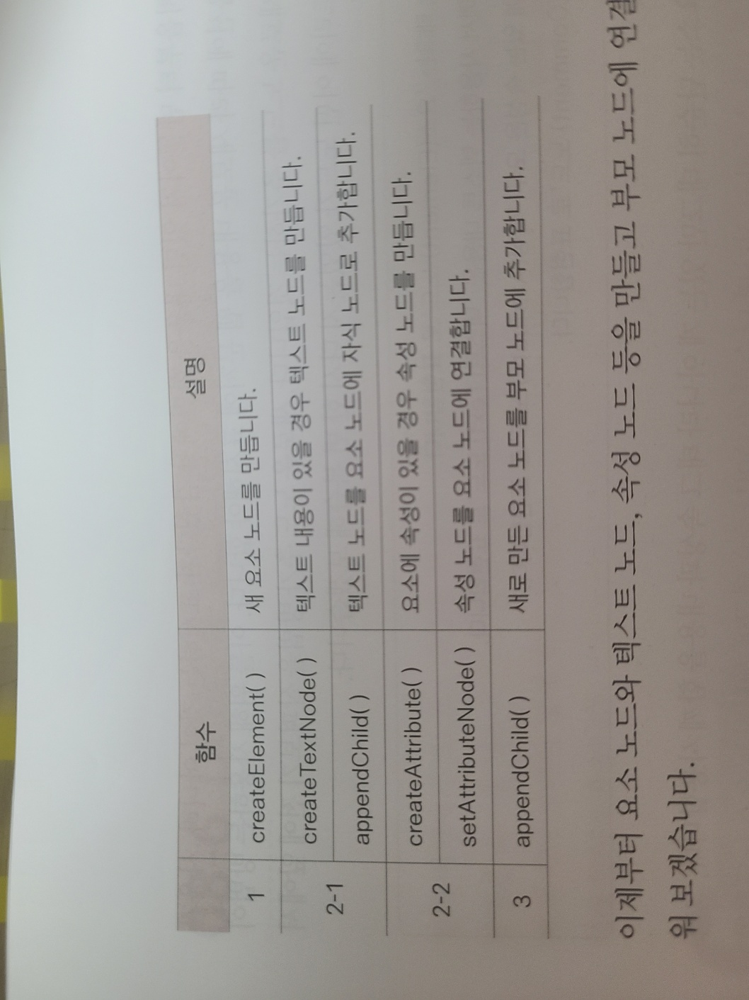 함수 설명
1 createElement( ) 새 요소 노드를 만듭니다.
2-1 createTextNode( ) 텍스트 내용이 있을 경우 텍스트 노드를 만듭니다.
appendChild( ) 텍스트 노드를 요소 노드에 자식 노드로 추가합니다.
2-2 createAttribute( ) 요소에 속성이 있을 경우 속성 노드를 만듭니다.
setAttributeNode( ) 속성 노드를 요소 노드에 연결합니다.
3 appendChild( ) 새로 만든 요소 노드를 부모 노드에 추가합니다.
이제부터 요소 노드와 텍스트 노드, 속성 노드 등을 만들고 부모 노드에 연결
워 보겠습니다.